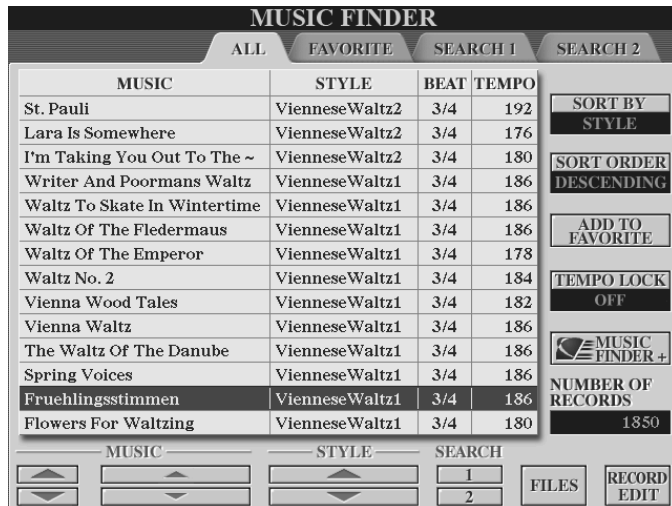 MUSIC FINDER
ALL FAVORITE SEARCH 1 SEARCH 2
MUSIC STYLE BEAT TEMPO
St. Pauli VienneseWaltz2 3/4 192
Lara Is Somewhere VienneseWaltz2 3/4 176
I'm Taking You Out To The ~ VienneseWaltz2 3/4 180
Writer And Poormans Waltz VienneseWaltz1 3/4 186
Waltz To Skate In Wintertime VienneseWaltz1 3/4 186
Waltz Of The Fledermaus VienneseWaltz1 3/4 186
Waltz Of The Emperor VienneseWaltz1 3/4 178
Waltz No. 2 VienneseWaltz1 3/4 184
Vienna Wood Tales VienneseWaltz1 3/4 182
Vienna Waltz VienneseWaltz1 3/4 186
The Waltz Of The Danube VienneseWaltz1 3/4 186
Spring Voices VienneseWaltz1 3/4 186
Fruehlingsstimmen VienneseWaltz1 3/4 186
Flowers For Waltzing VienneseWaltz1 3/4 180
SORT BY
STYLE
SORT ORDER
DESCENDING
ADD TO
FAVORITE
TEMPO LOCK
OFF
MUSIC
FINDER +
NUMBER OF
RECORDS
1850
MUSIC STYLE SEARCH
1
2
FILES
RECORD
EDIT